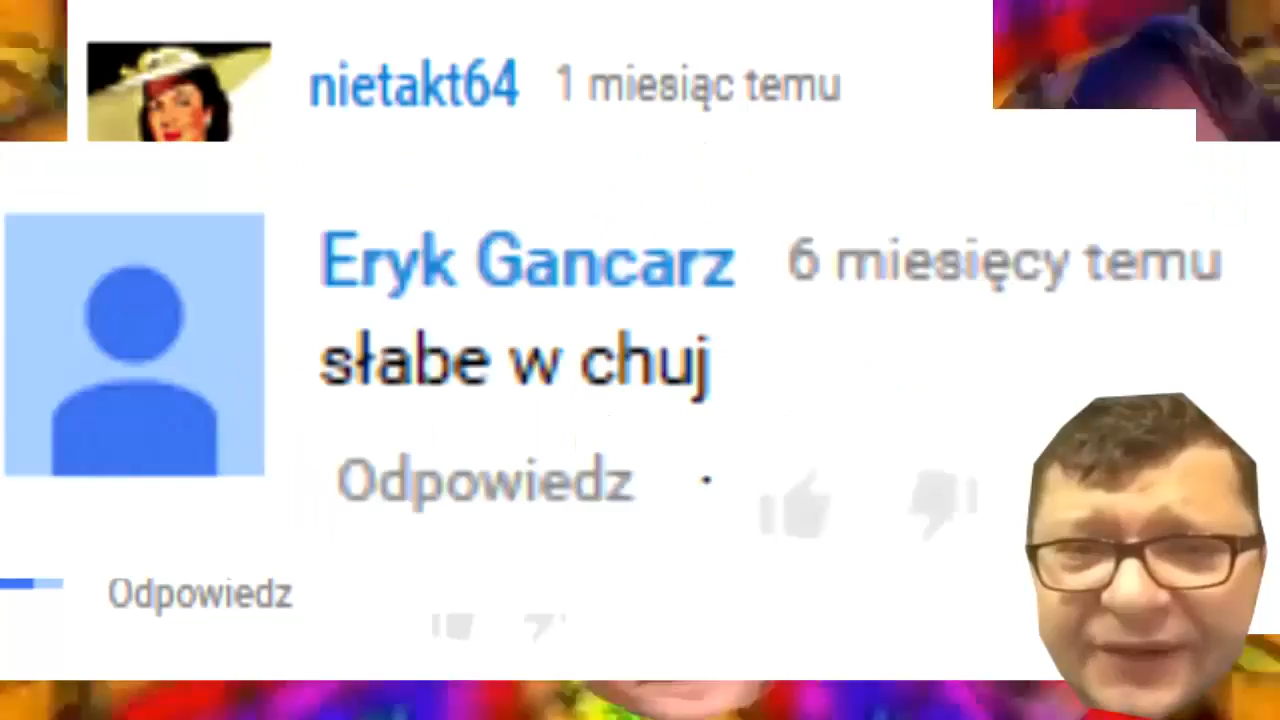 nietakt64 1 miesiąc temu
Eryk Gancarz 6 miesięcy temu
słabe w chuj
Odpowiedz ·
Odpowiedz